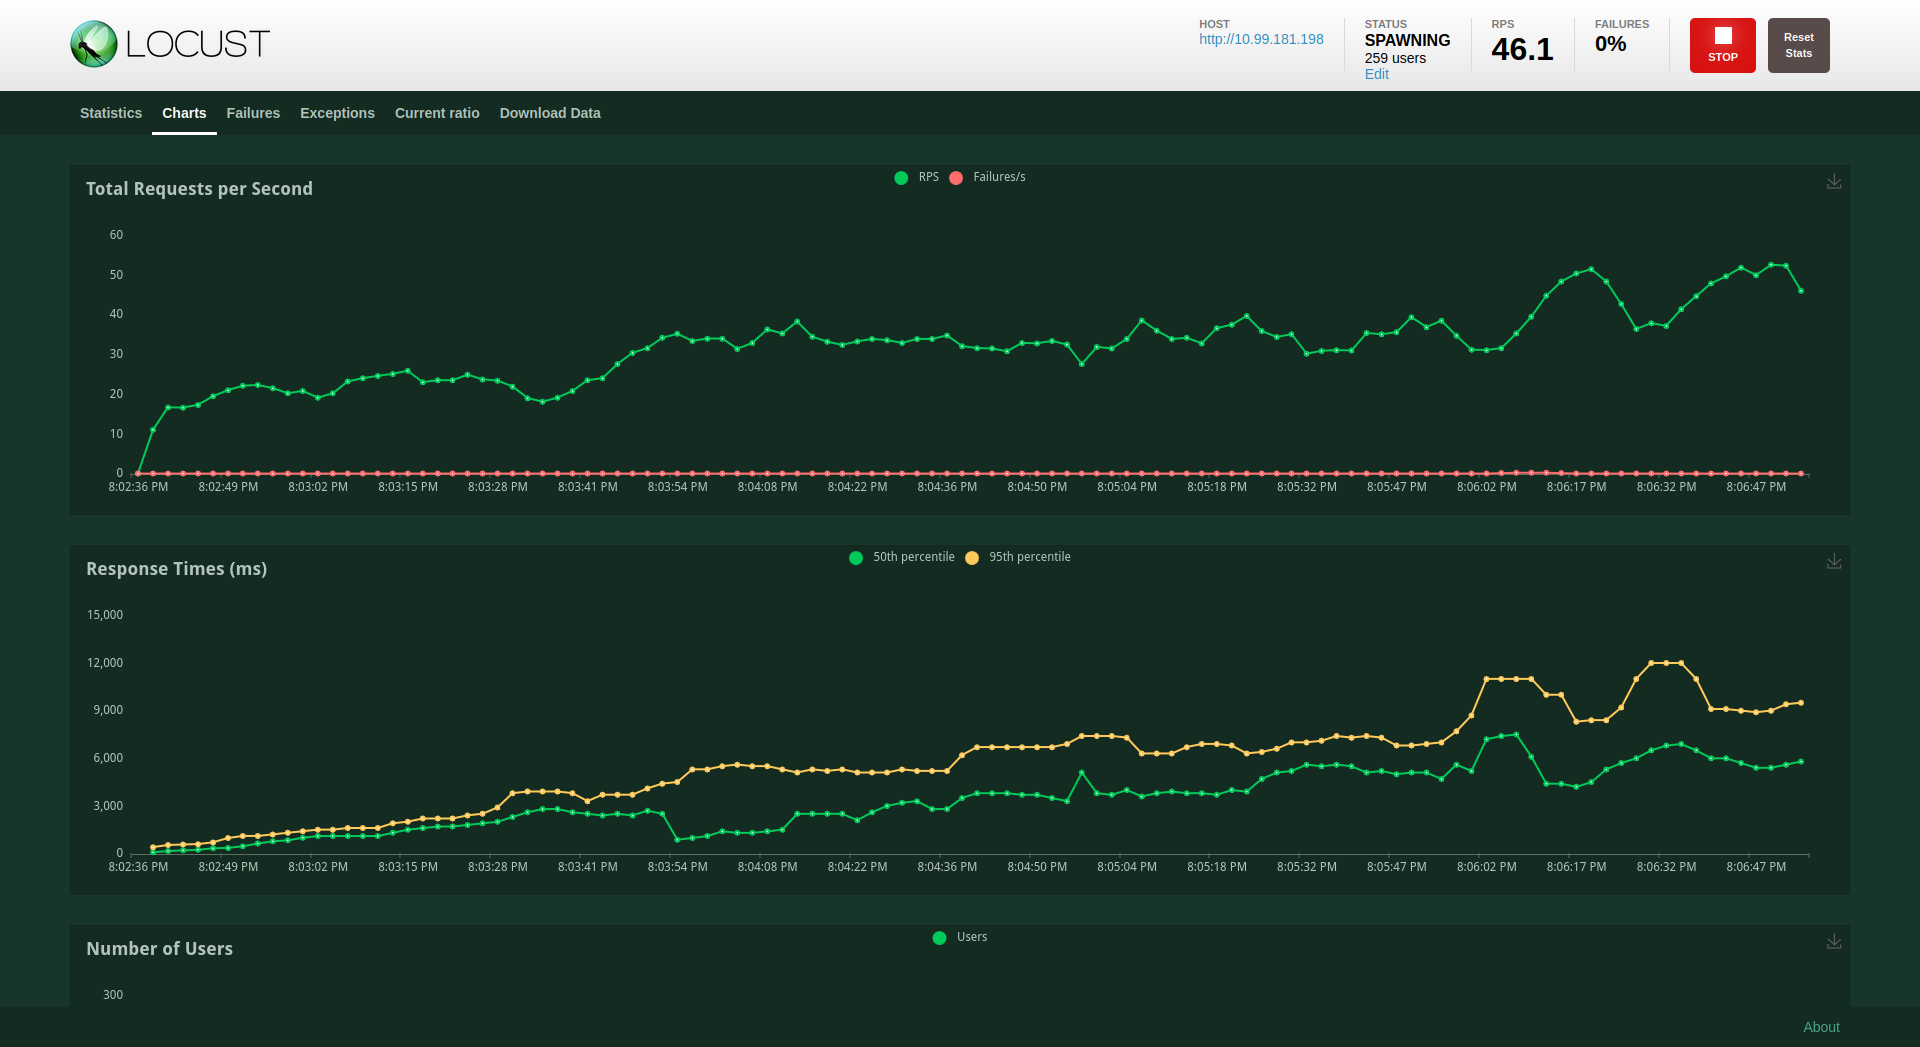 LOCUST
HOST
http://10.99.181.198
STATUS
SPAWNING
259 users
Edit
RPS
46.1
FAILURES
0%
STOP
Reset
Stats
Statistics
Charts
Failures
Exceptions
Current ratio
Download Data
Total Requests per Second
RPS
Failures/s
60
50
40
30
20
10
0
8:02:36 PM
8:02:49 PM
8:03:02 PM
8:03:15 PM
8:03:28 PM
8:03:41 PM
8:03:54 PM
8:04:08 PM
8:04:22 PM
8:04:36 PM
8:04:50 PM
8:05:04 PM
8:05:18 PM
8:05:32 PM
8:05:47 PM
8:06:02 PM
8:06:17 PM
8:06:32 PM
8:06:47 PM
Response Times (ms)
50th percentile
95th percentile
15,000
12,000
9,000
6,000
3,000
0
8:02:36 PM
8:02:49 PM
8:03:02 PM
8:03:15 PM
8:03:28 PM
8:03:41 PM
8:03:54 PM
8:04:08 PM
8:04:22 PM
8:04:36 PM
8:04:50 PM
8:05:04 PM
8:05:18 PM
8:05:32 PM
8:05:47 PM
8:06:02 PM
8:06:17 PM
8:06:32 PM
8:06:47 PM
Number of Users
Users
300
About